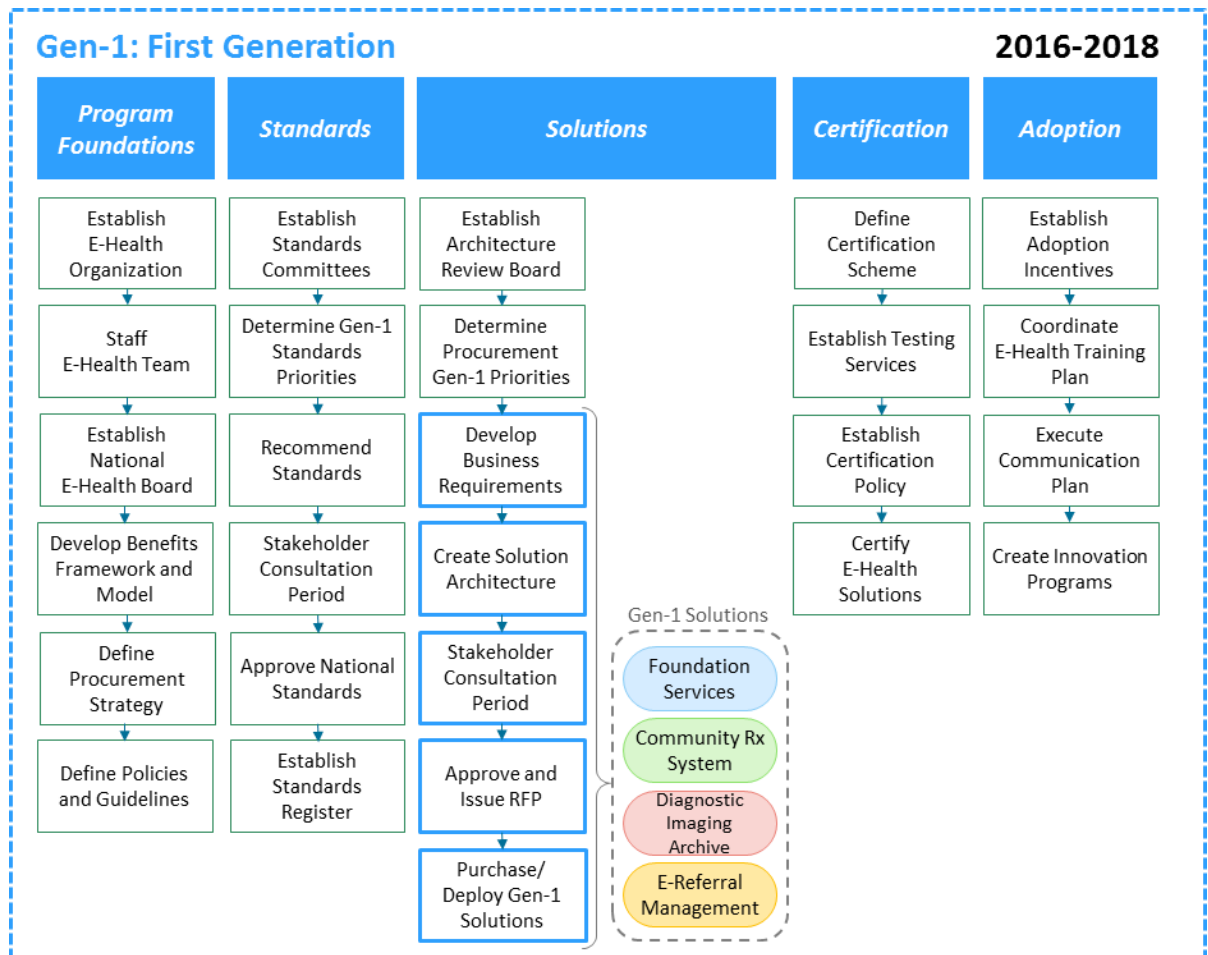 Gen-1: First Generation
2016-2018
Program
Foundations
Standards
Solutions
Certification
Adoption
Establish
E-Health
Organization
Staff
E-Health Team
Establish
National
E-Health Board
Develop Benefits
Framework and
Model
Define
Procurement
Strategy
Define Policies
and Guidelines
Establish
Standards
Committees
Determine Gen-1
Standards
Priorities
Recommend
Standards
Stakeholder
Consultation
Period
Approve National
Standards
Establish
Standards
Register
Establish
Architecture
Review Board
Determine
Procurement
Gen-1 Priorities
Develop
Business
Requirements
Create Solution
Architecture
Stakeholder
Consultation
Period
Approve and
Issue RFP
Purchase/
Deploy Gen-1
Solutions
Gen-1 Solutions
Foundation
Services
Community Rx
System
Diagnostic
Imaging
Archive
E-Referral
Management
Define
Certification
Scheme
Establish Testing
Services
Establish
Certification
Policy
Certify
E-Health
Solutions
Establish
Adoption
Incentives
Coordinate
E-Health Training
Plan
Execute
Communication
Plan
Create Innovation
Programs